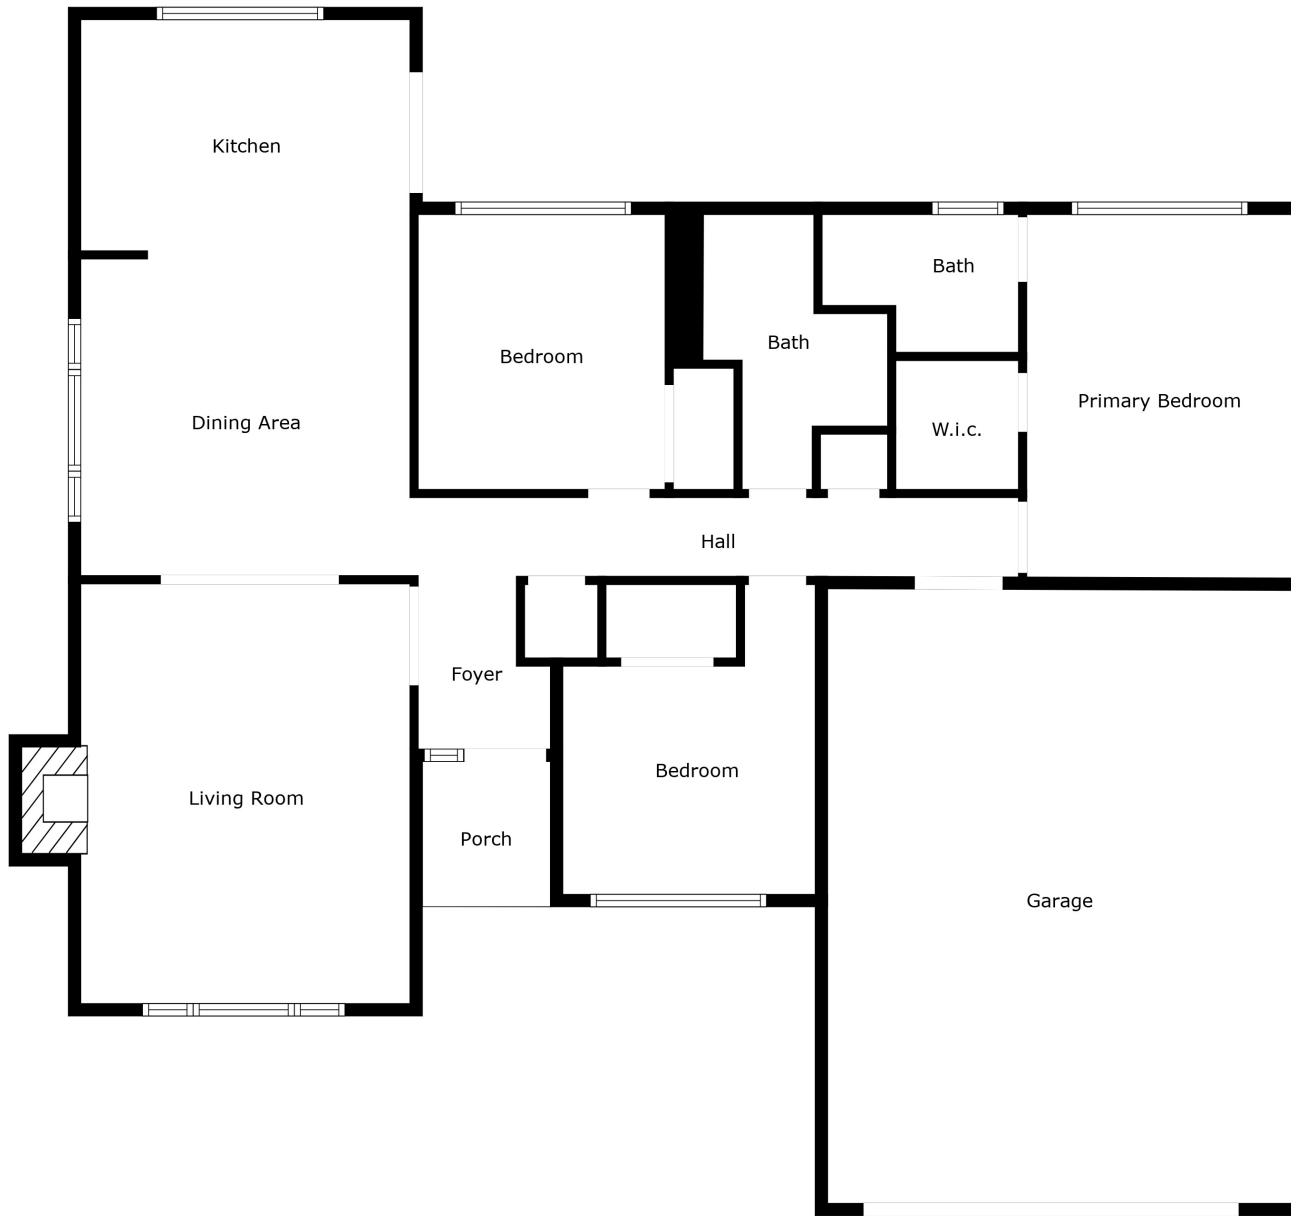 Kitchen
Bath
Bath
Bedroom
Primary Bedroom
Dining Area
W.i.c.
Hall
Foyer
Bedroom
Living Room
Porch
Garage